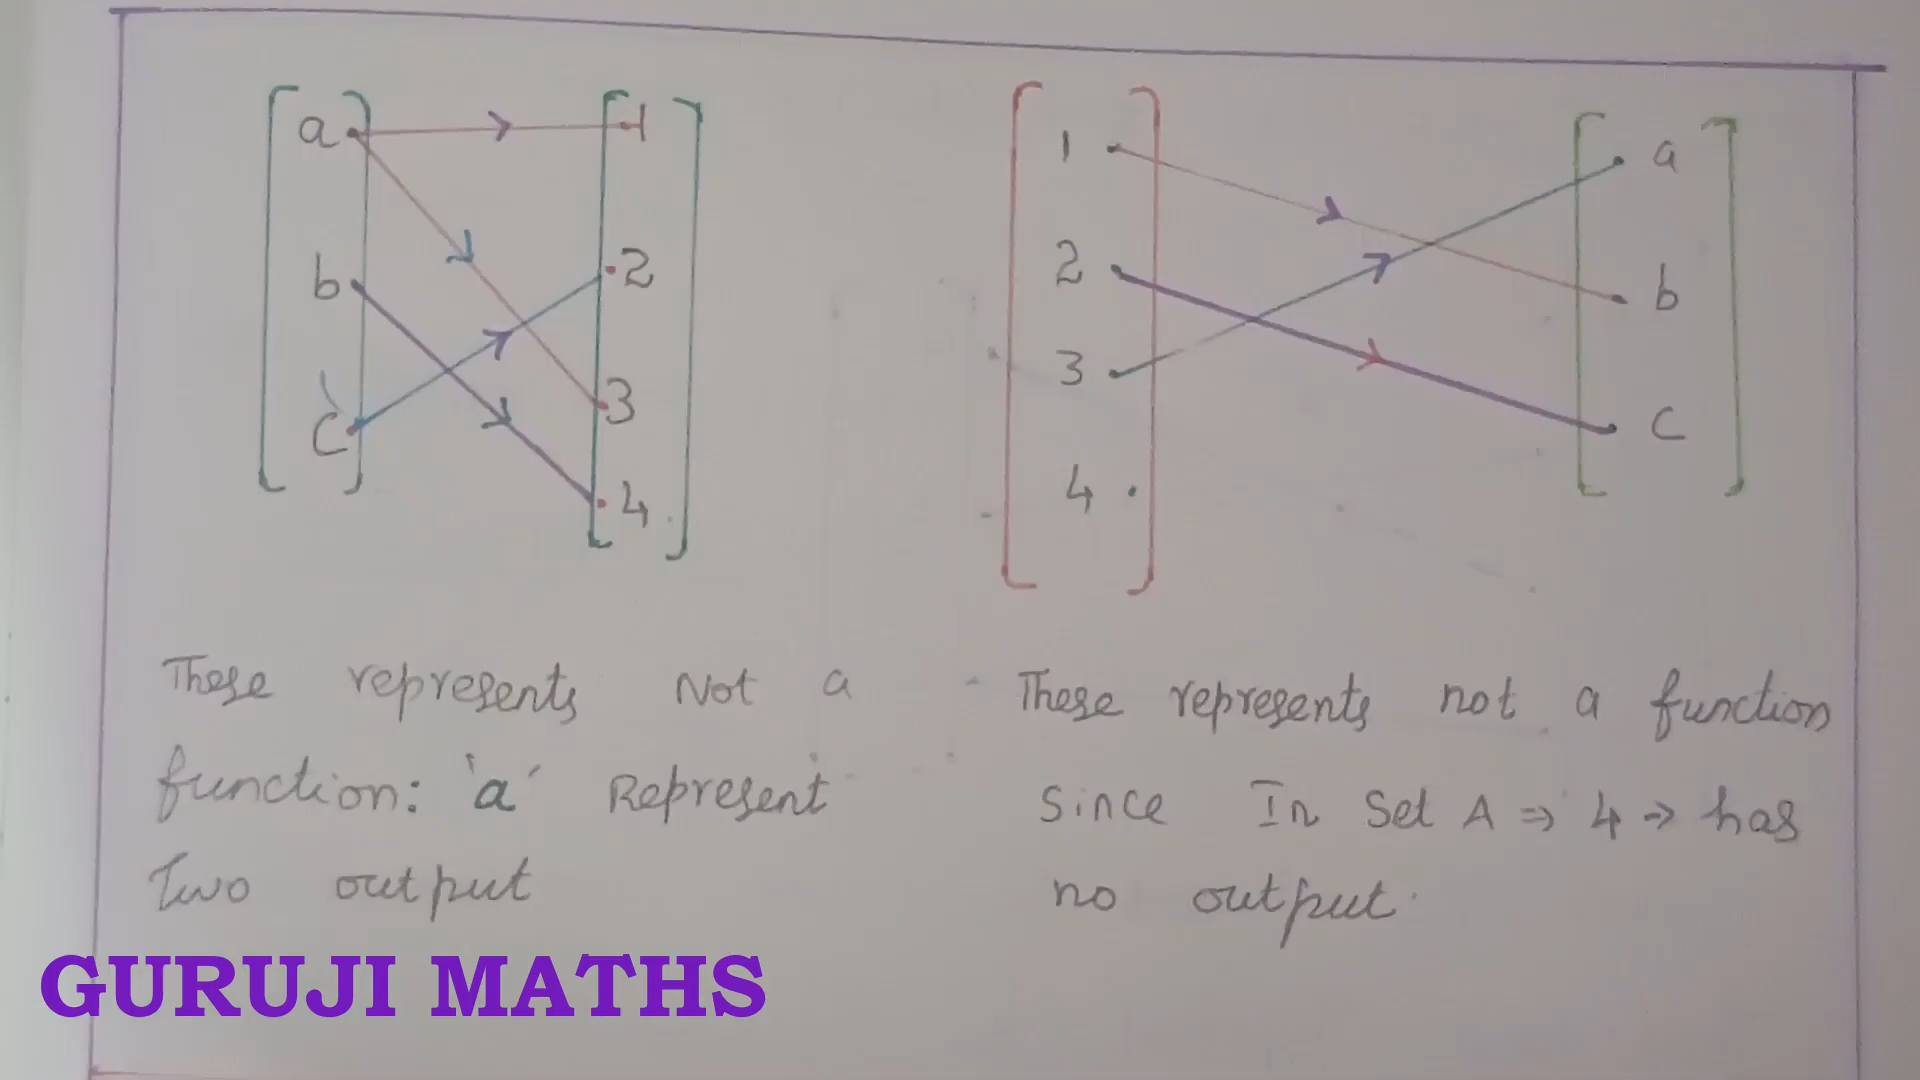 a 1
b 2
c 3
4
1 a
2 b
3 c
4
These represents Not a
function: 'a' Represent
Two output
These represents not a function
Since In Set A ⇒ 4 → has
no output.
GURUJI MATHS